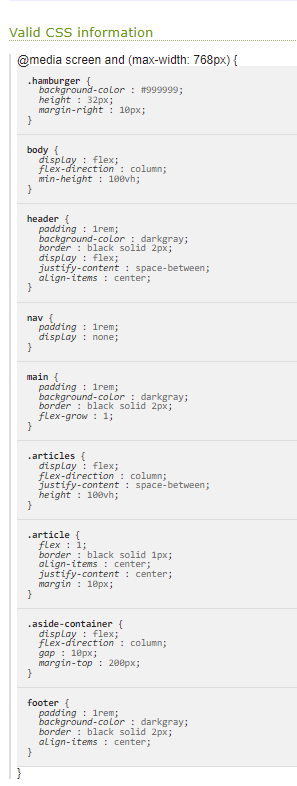 Valid CSS information
@media screen and (max-width: 768px) {
.hamburger {
background-color : #999999;
height : 32px;
margin-right : 10px;
}
body {
display : flex;
flex-direction : column;
min-height : 100vh;
}
header {
padding : 1rem;
background-color : darkgray;
border : black solid 2px;
display : flex;
justify-content : space-between;
align-items : center;
}
nav {
padding : 1rem;
display : none;
}
main {
padding : 1rem;
background-color : darkgray;
border : black solid 2px;
flex-grow : 1;
}
.articles {
display : flex;
flex-direction : column;
justify-content : space-between;
height : 100vh;
}
.article {
flex : 1;
border : black solid 1px;
align-items : center;
justify-content : center;
margin : 10px;
}
.aside-container {
display : flex;
flex-direction : column;
gap : 10px;
margin-top : 200px;
}
footer {
padding : 1rem;
background-color : darkgray;
border : black solid 2px;
align-items : center;
}
}